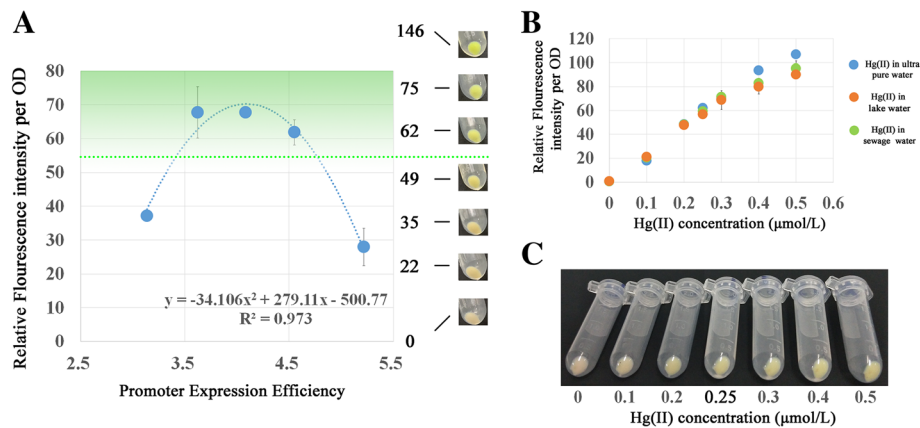 A
Relative Flourescence intensity per OD
80
70
60
50
40
30
20
10
0
2.5
3.5
4.5
5.5
Promoter Expression Efficiency
y = -34.106x² + 279.11x - 500.77
R² = 0.973
146
75
62
49
35
22
0
B
Relative Flourescence
intensity per OD
120
100
80
60
40
20
0
0
0.1
0.2
0.3
0.4
0.5
0.6
Hg(II) concentration (μmol/L)
Hg(II) in ultra
pure water
Hg(II) in
lake water
Hg(II) in
sewage water
C
0
0.1
0.2
0.25
0.3
0.4
0.5
Hg(II) concentration (μmol/L)